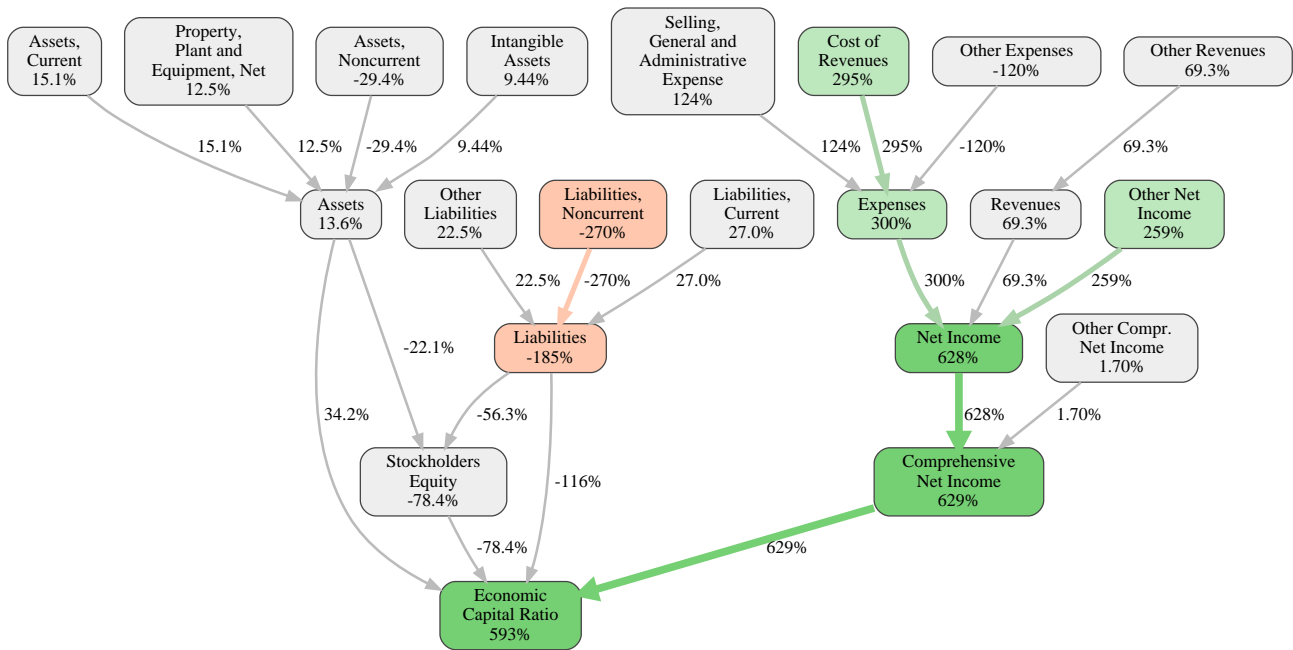 Assets,
Current
15.1%
Property,
Plant and
Equipment, Net
12.5%
Assets,
Noncurrent
-29.4%
Intangible
Assets
9.44%
Selling,
General and
Administrative
Expense
124%
Cost of
Revenues
295%
Other Expenses
-120%
Other Revenues
69.3%
15.1%
12.5%
-29.4%
9.44%
124%
295%
-120%
69.3%
Assets
13.6%
Other
Liabilities
22.5%
Liabilities,
Noncurrent
-270%
Liabilities,
Current
27.0%
Expenses
300%
Revenues
69.3%
Other Net
Income
259%
22.5%
-270%
27.0%
300%
69.3%
259%
-22.1%
Liabilities
-185%
Net Income
628%
Other Compr.
Net Income
1.70%
34.2%
-56.3%
628%
1.70%
Stockholders
Equity
-78.4%
-116%
Comprehensive
Net Income
629%
-78.4%
629%
Economic
Capital Ratio
593%